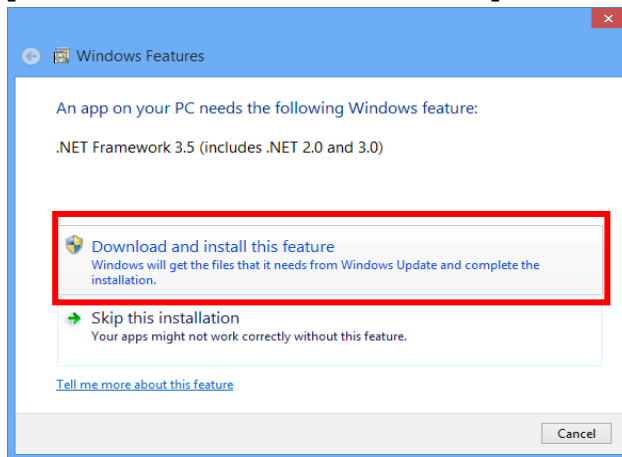 Windows Features
An app on your PC needs the following Windows feature:
.NET Framework 3.5 (includes .NET 2.0 and 3.0)
Download and install this feature
Windows will get the files that it needs from Windows Update and complete the
installation.
Skip this installation
Your apps might not work correctly without this feature.
Tell me more about this feature
Cancel